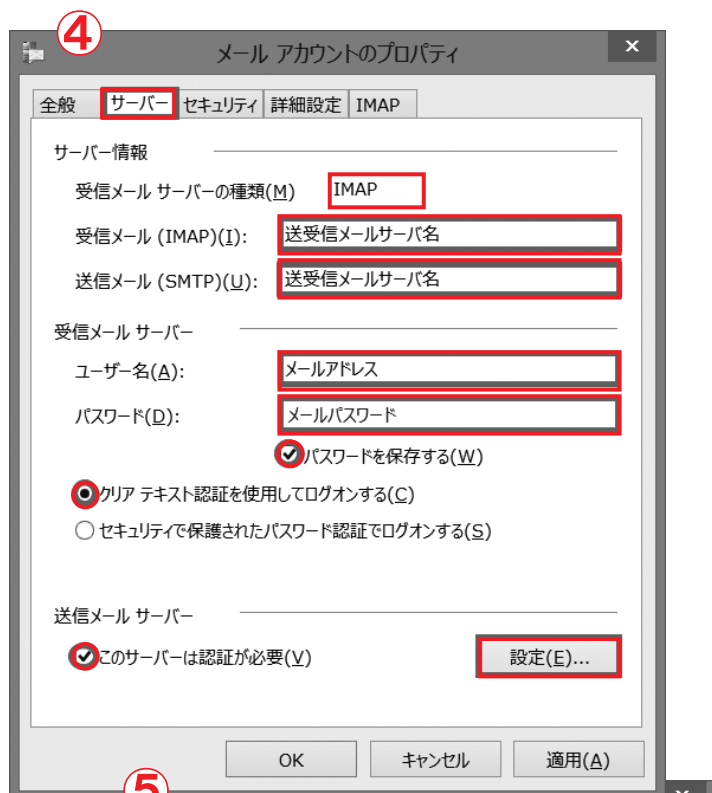 ④
メール アカウントのプロパティ
全般 サーバー セキュリティ 詳細設定 IMAP
サーバー情報
受信メール サーバーの種類(M) IMAP
受信メール (IMAP)(I): 送受信メールサーバ名
送信メール (SMTP)(U): 送受信メールサーバ名
受信メール サーバー
ユーザー名(A): メールアドレス
パスワード(D): メールパスワード
パスワードを保存する(W)
クリア テキスト認証を使用してログオンする(C)
セキュリティで保護されたパスワード認証でログオンする(S)
送信メール サーバー
このサーバーは認証が必要(V) 設定(E)...
OK キャンセル 適用(A)
⑤